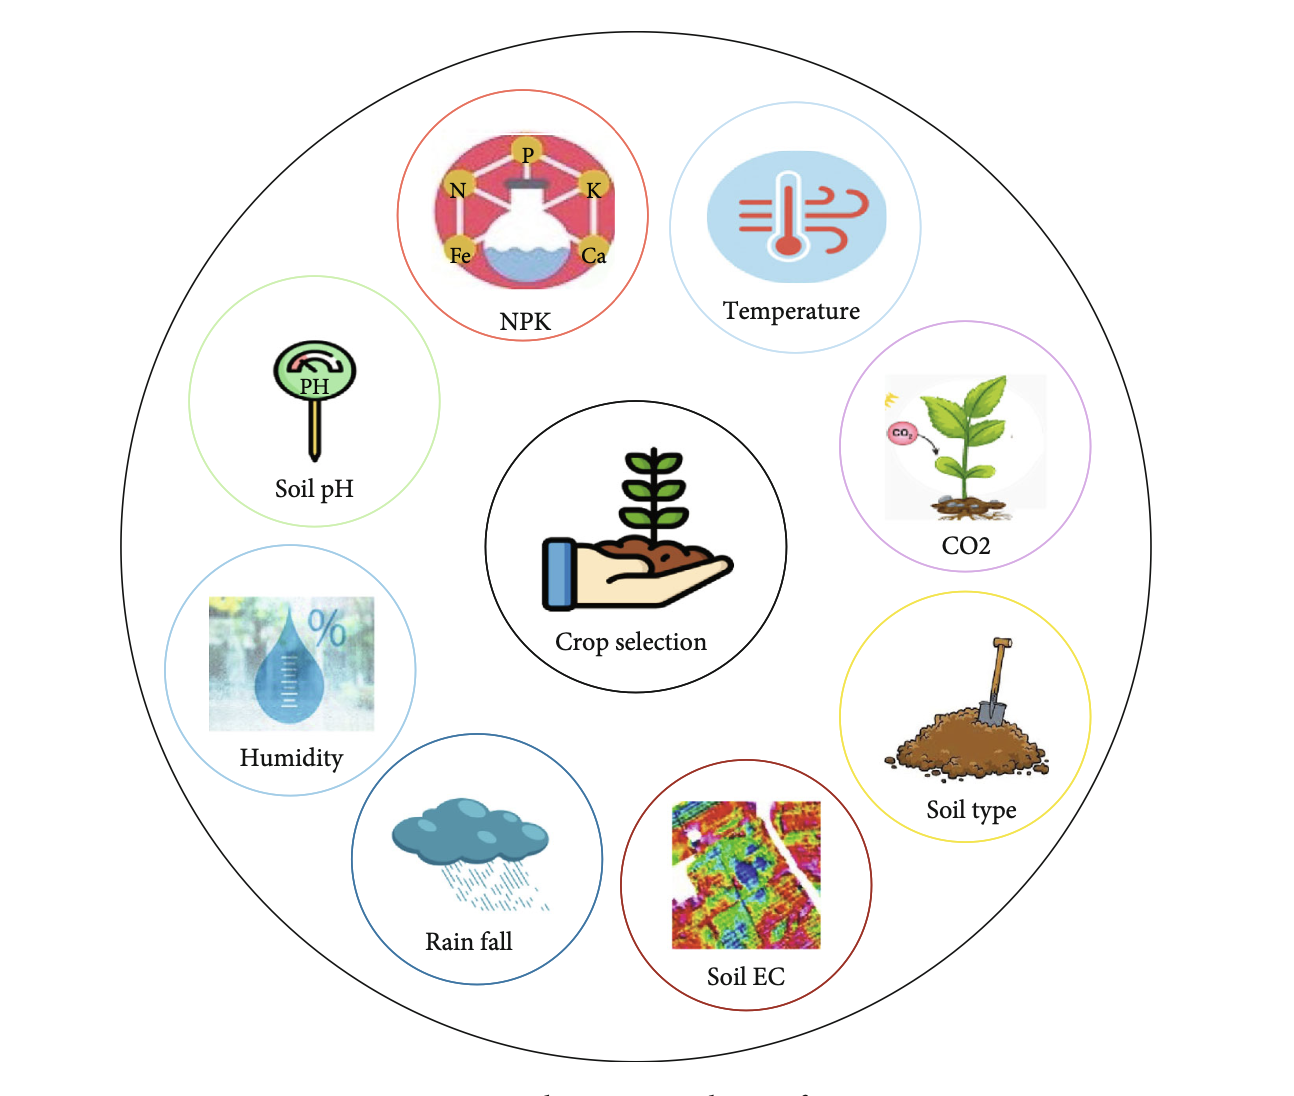 P
N
K
Fe
Ca
NPK
Temperature
PH
Soil pH
CO₂
CO2
Crop selection
%
Humidity
Soil type
Rain fall
Soil EC